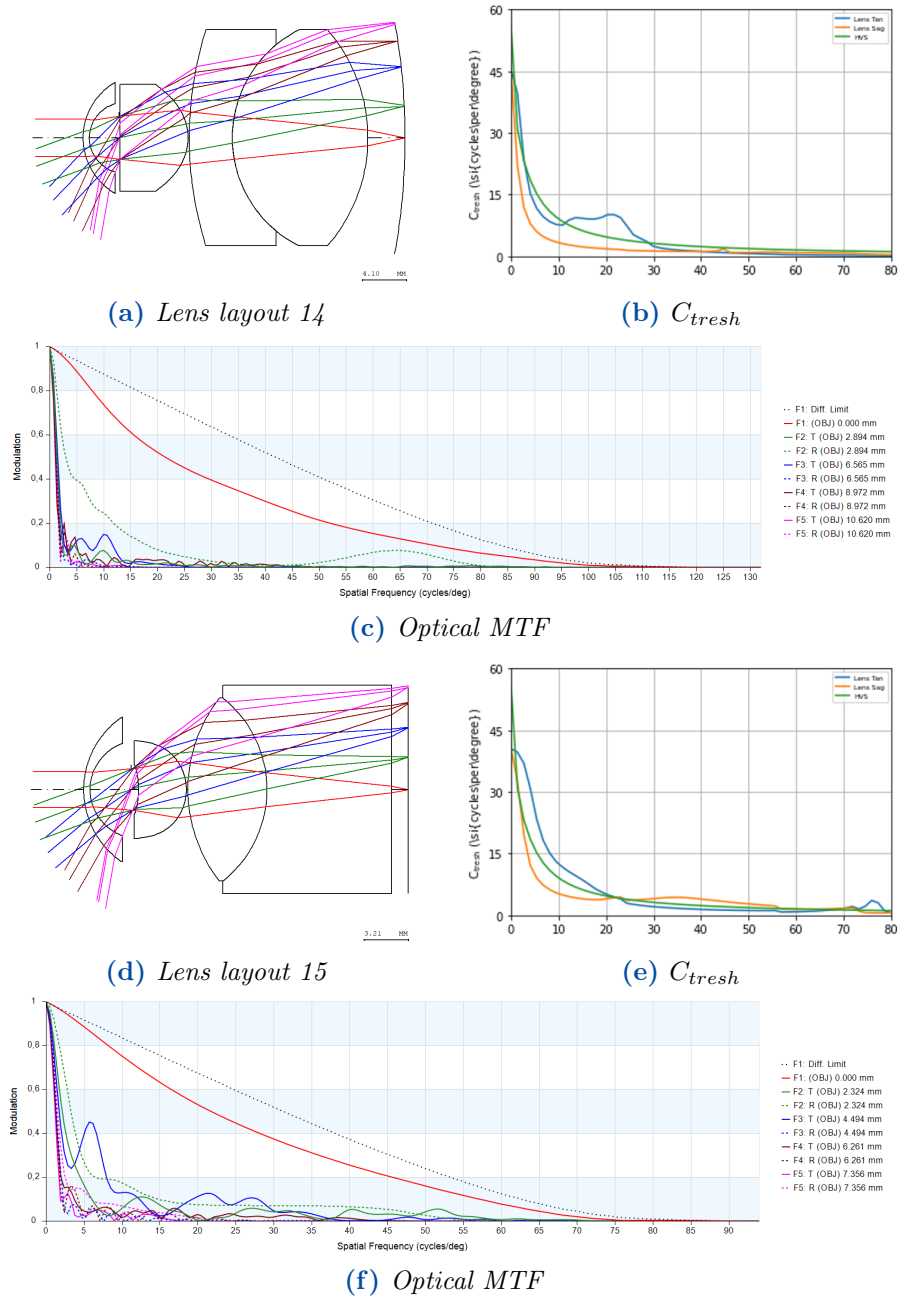 4.10 MM
60
45
30
15
0
C_tresh (\si{cycles\per\degree})
Lens Tan
Lens Sag
HVS
0 10 20 30 40 50 60 70 80
(a) Lens layout 14
(b) C_tresh
1
0,8
0,6
0,4
0,2
0
Modulation
0 5 10 15 20 25 30 35 40 45 50 55 60 65 70 75 80 85 90 95 100 105 110 115 120 125 130
Spatial Frequency (cycles/deg)
F1: Diff. Limit
F1: (OBJ) 0.000 mm
F2: T (OBJ) 2.894 mm
F2: R (OBJ) 2.894 mm
F3: T (OBJ) 6.565 mm
F3: R (OBJ) 6.565 mm
F4: T (OBJ) 8.972 mm
F4: R (OBJ) 8.972 mm
F5: T (OBJ) 10.620 mm
F5: R (OBJ) 10.620 mm
(c) Optical MTF
3.21 MM
60
45
30
15
0
C_tresh (\si{cycles\per\degree})
Lens Tan
Lens Sag
HVS
0 10 20 30 40 50 60 70 80
(d) Lens layout 15
(e) C_tresh
1
0,8
0,6
0,4
0,2
0
Modulation
0 5 10 15 20 25 30 35 40 45 50 55 60 65 70 75 80 85 90
Spatial Frequency (cycles/deg)
F1: Diff. Limit
F1: (OBJ) 0.000 mm
F2: T (OBJ) 2.324 mm
F2: R (OBJ) 2.324 mm
F3: T (OBJ) 4.494 mm
F3: R (OBJ) 4.494 mm
F4: T (OBJ) 6.261 mm
F4: R (OBJ) 6.261 mm
F5: T (OBJ) 7.356 mm
F5: R (OBJ) 7.356 mm
(f) Optical MTF